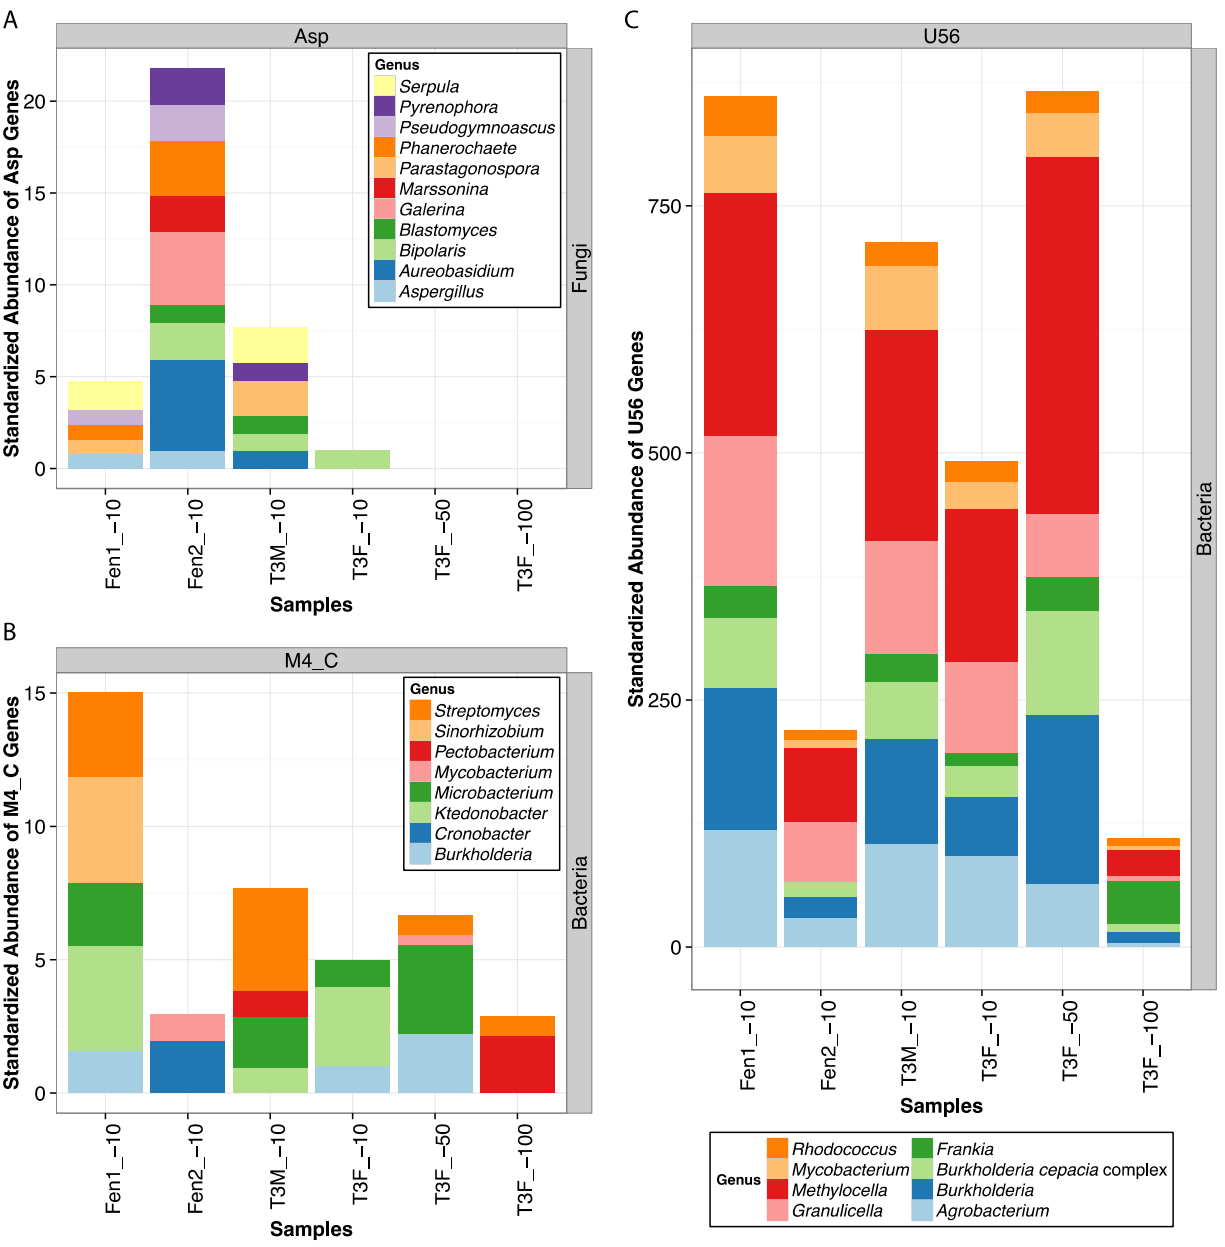 A
Asp
Standardized Abundance of Asp Genes
20
15
10
5
0
Genus
Serpula
Pyrenophora
Pseudogymnoascus
Phanerochaete
Parastagonospora
Marssonina
Galerina
Blastomyces
Bipolaris
Aureobasidium
Aspergillus
Fungi
Fen1_-10
Fen2_-10
T3M_-10
T3F_-10
T3F_-50
T3F_-100
Samples
B
M4_C
Standardized Abundance of M4_C Genes
15
10
5
0
Genus
Streptomyces
Sinorhizobium
Pectobacterium
Mycobacterium
Microbacterium
Ktedonobacter
Cronobacter
Burkholderia
Bacteria
Fen1_-10
Fen2_-10
T3M_-10
T3F_-10
T3F_-50
T3F_-100
Samples
C
U56
Standardized Abundance of U56 Genes
750
500
250
0
Bacteria
Fen1_-10
Fen2_-10
T3M_-10
T3F_-10
T3F_-50
T3F_-100
Samples
Genus
Rhodococcus
Mycobacterium
Methylocella
Granulicella
Frankia
Burkholderia cepacia complex
Burkholderia
Agrobacterium